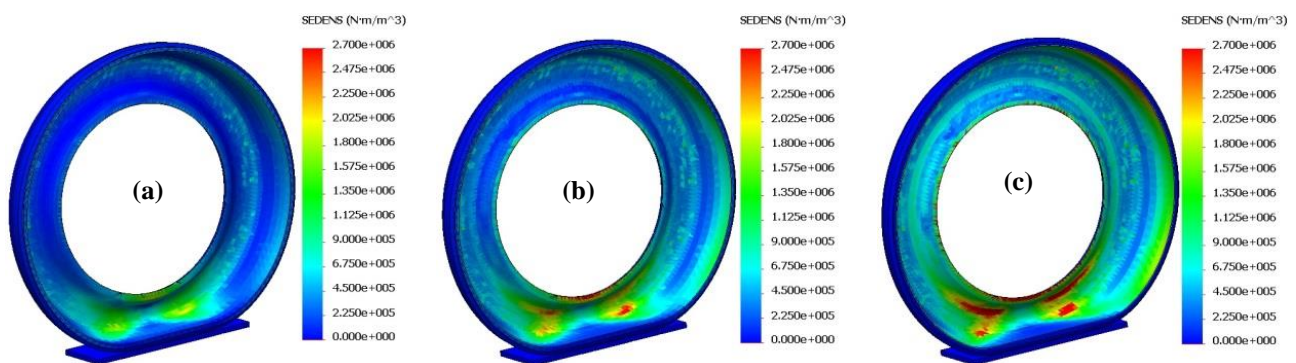 SEDENS (N·m/m^3)
2.700e+006
2.475e+006
2.250e+006
2.025e+006
1.800e+006
1.575e+006
1.350e+006
1.125e+006
9.000e+005
6.750e+005
4.500e+005
2.250e+005
0.000e+000
(a)
SEDENS (N·m/m^3)
2.700e+006
2.475e+006
2.250e+006
2.025e+006
1.800e+006
1.575e+006
1.350e+006
1.125e+006
9.000e+005
6.750e+005
4.500e+005
2.250e+005
0.000e+000
(b)
SEDENS (N·m/m^3)
2.700e+006
2.475e+006
2.250e+006
2.025e+006
1.800e+006
1.575e+006
1.350e+006
1.125e+006
9.000e+005
6.750e+005
4.500e+005
2.250e+005
0.000e+000
(c)